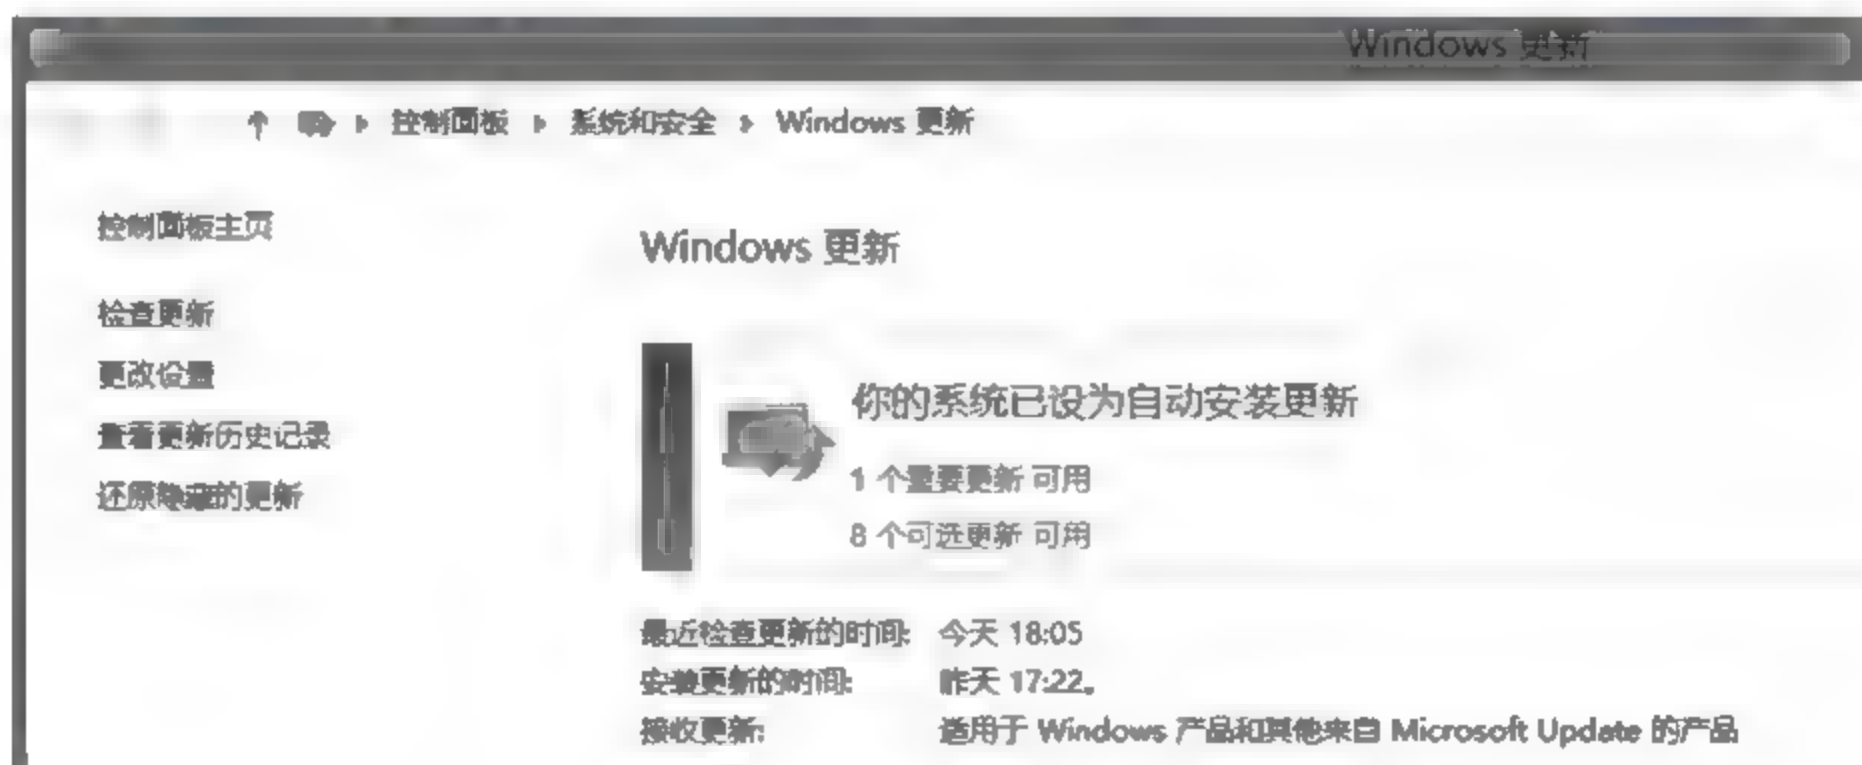 Windows 更新
控制面板 系统和安全 Windows 更新
控制面板主页
Windows 更新
检查更新
更改设置
你的系统已设为自动安装更新
查看更新历史记录
1 个重要更新 可用
还原隐藏的更新
8 个可选更新 可用
最近检查更新的时间: 今天 18:05
安装更新的时间: 昨天 17:22。
接收更新: 适用于 Windows 产品和其他来自 Microsoft Update 的产品